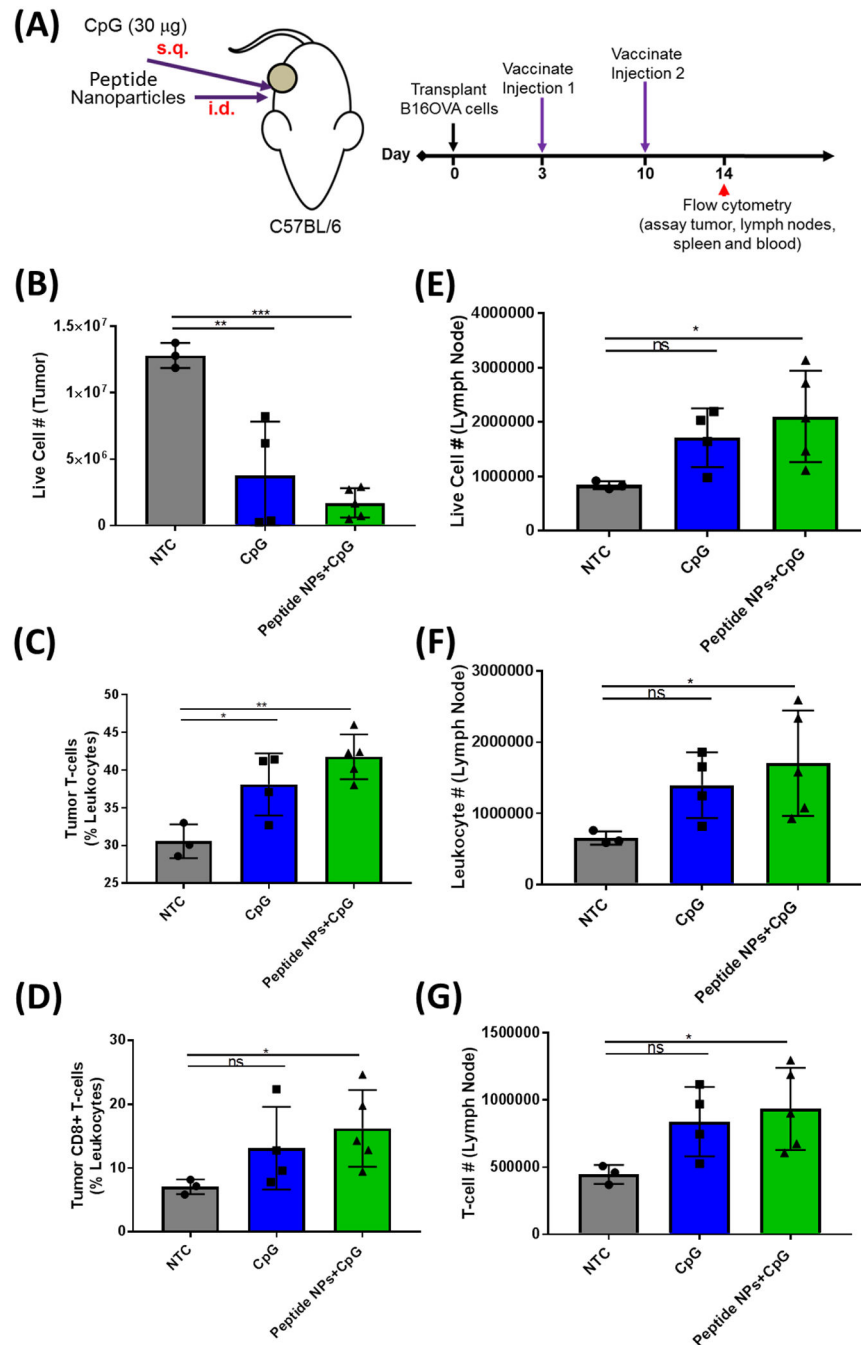 (A)
CpG (30 µg)
s.q.
Peptide
Nanoparticles
i.d.
C57BL/6
Transplant
B16OVA cells
Vaccinate
Injection 1
Vaccinate
Injection 2
Day
0
3
10
14
Flow cytometry
(assay tumor, lymph nodes,
spleen and blood)
(B)
***
**
1.5×10⁷
1×10⁷
5×10⁶
0
Live Cell # (Tumor)
NTC
CpG
Peptide NPs+CpG
(E)
*
ns
4000000
3000000
2000000
1000000
0
Live Cell # (Lymph Node)
NTC
CpG
Peptide NPs+CpG
(C)
**
*
50
45
40
35
30
25
Tumor T-cells
(% Leukocytes)
NTC
CpG
Peptide NPs+CpG
(F)
*
ns
3000000
2000000
1000000
0
Leukocyte # (Lymph Node)
NTC
CpG
Peptide NPs+CpG
(D)
*
ns
30
20
10
0
Tumor CD8+ T-cells
(% Leukocytes)
NTC
CpG
Peptide NPs+CpG
(G)
*
ns
1500000
1000000
500000
0
T-cell # (Lymph Node)
NTC
CpG
Peptide NPs+CpG